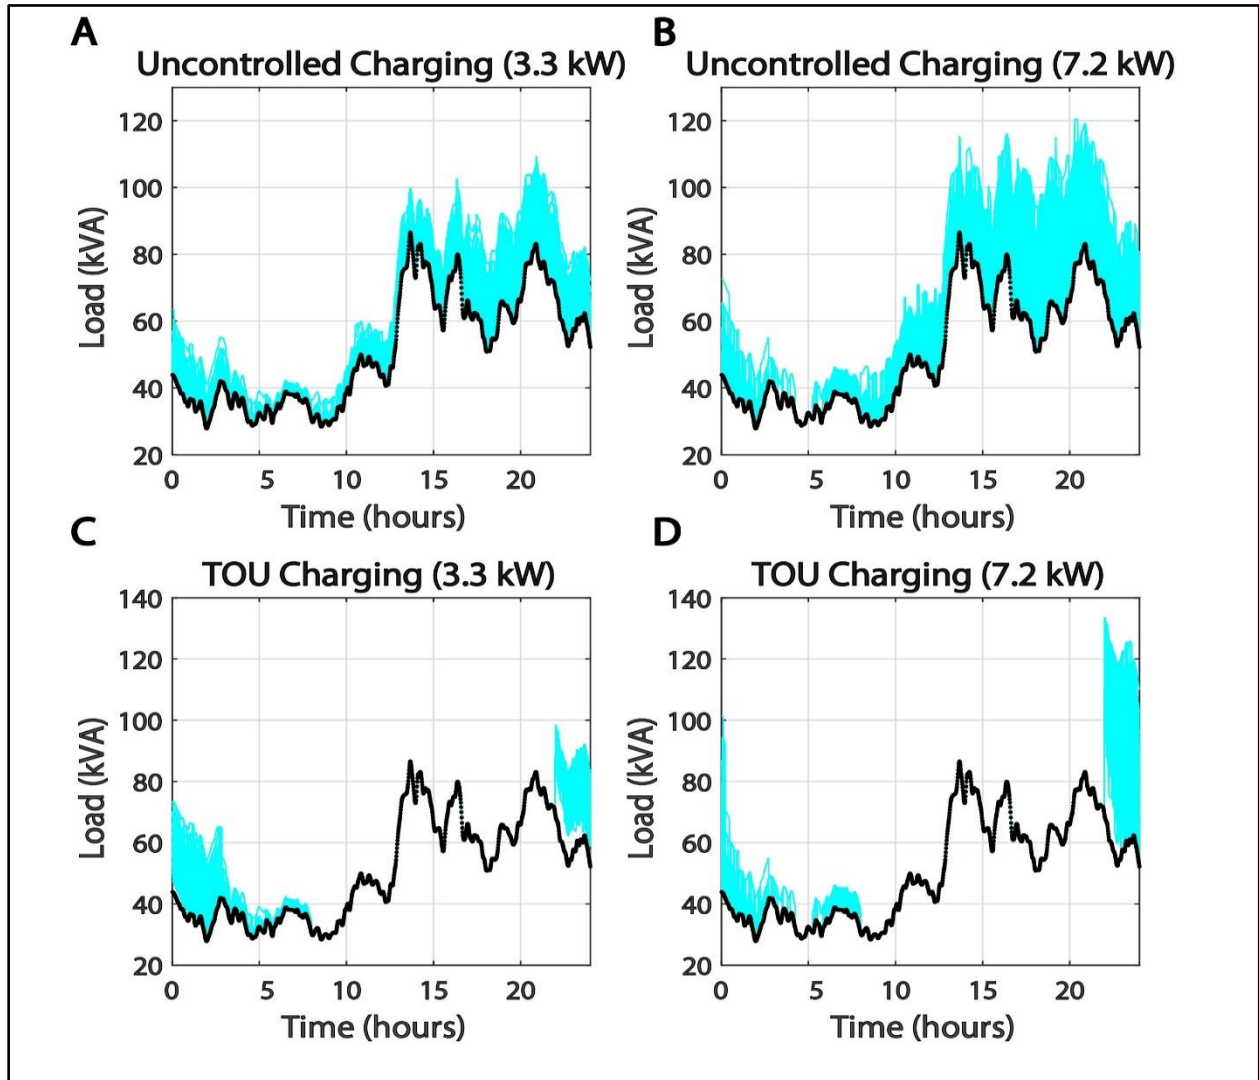 A
Uncontrolled Charging (3.3 kW)
120
100
80
60
40
20
Load (kVA)
0 5 10 15 20
Time (hours)
B
Uncontrolled Charging (7.2 kW)
120
100
80
60
40
20
Load (kVA)
0 5 10 15 20
Time (hours)
C
TOU Charging (3.3 kW)
140
120
100
80
60
40
20
Load (kVA)
0 5 10 15 20
Time (hours)
D
TOU Charging (7.2 kW)
140
120
100
80
60
40
20
Load (kVA)
0 5 10 15 20
Time (hours)